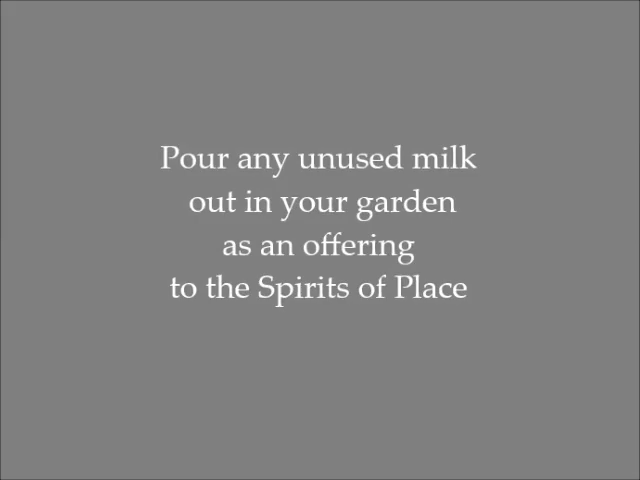 Pour any unused milk
out in your garden
as an offering
to the Spirits of Place